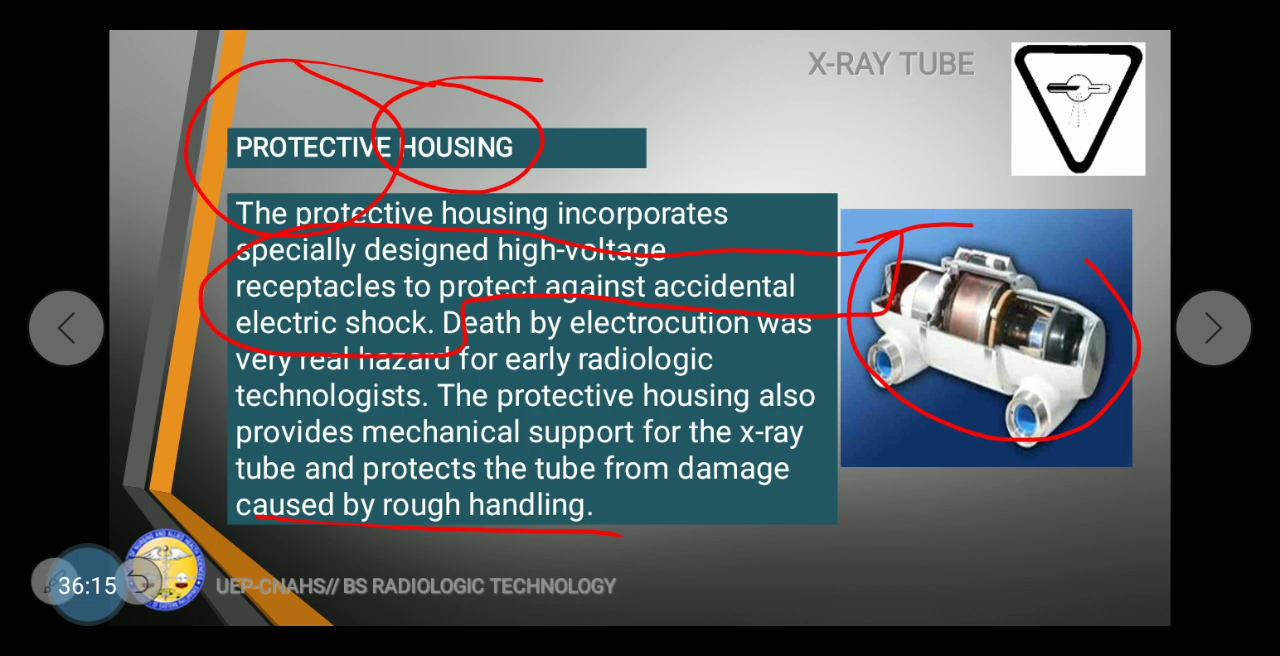 X-RAY TUBE
PROTECTIVE HOUSING
The protective housing incorporates
specially designed high-voltage
receptacles to protect against accidental
electric shock. Death by electrocution was
very real hazard for early radiologic
technologists. The protective housing also
provides mechanical support for the x-ray
tube and protects the tube from damage
caused by rough handling.
36:15
UEP-CNAHS// BS RADIOLOGIC TECHNOLOGY